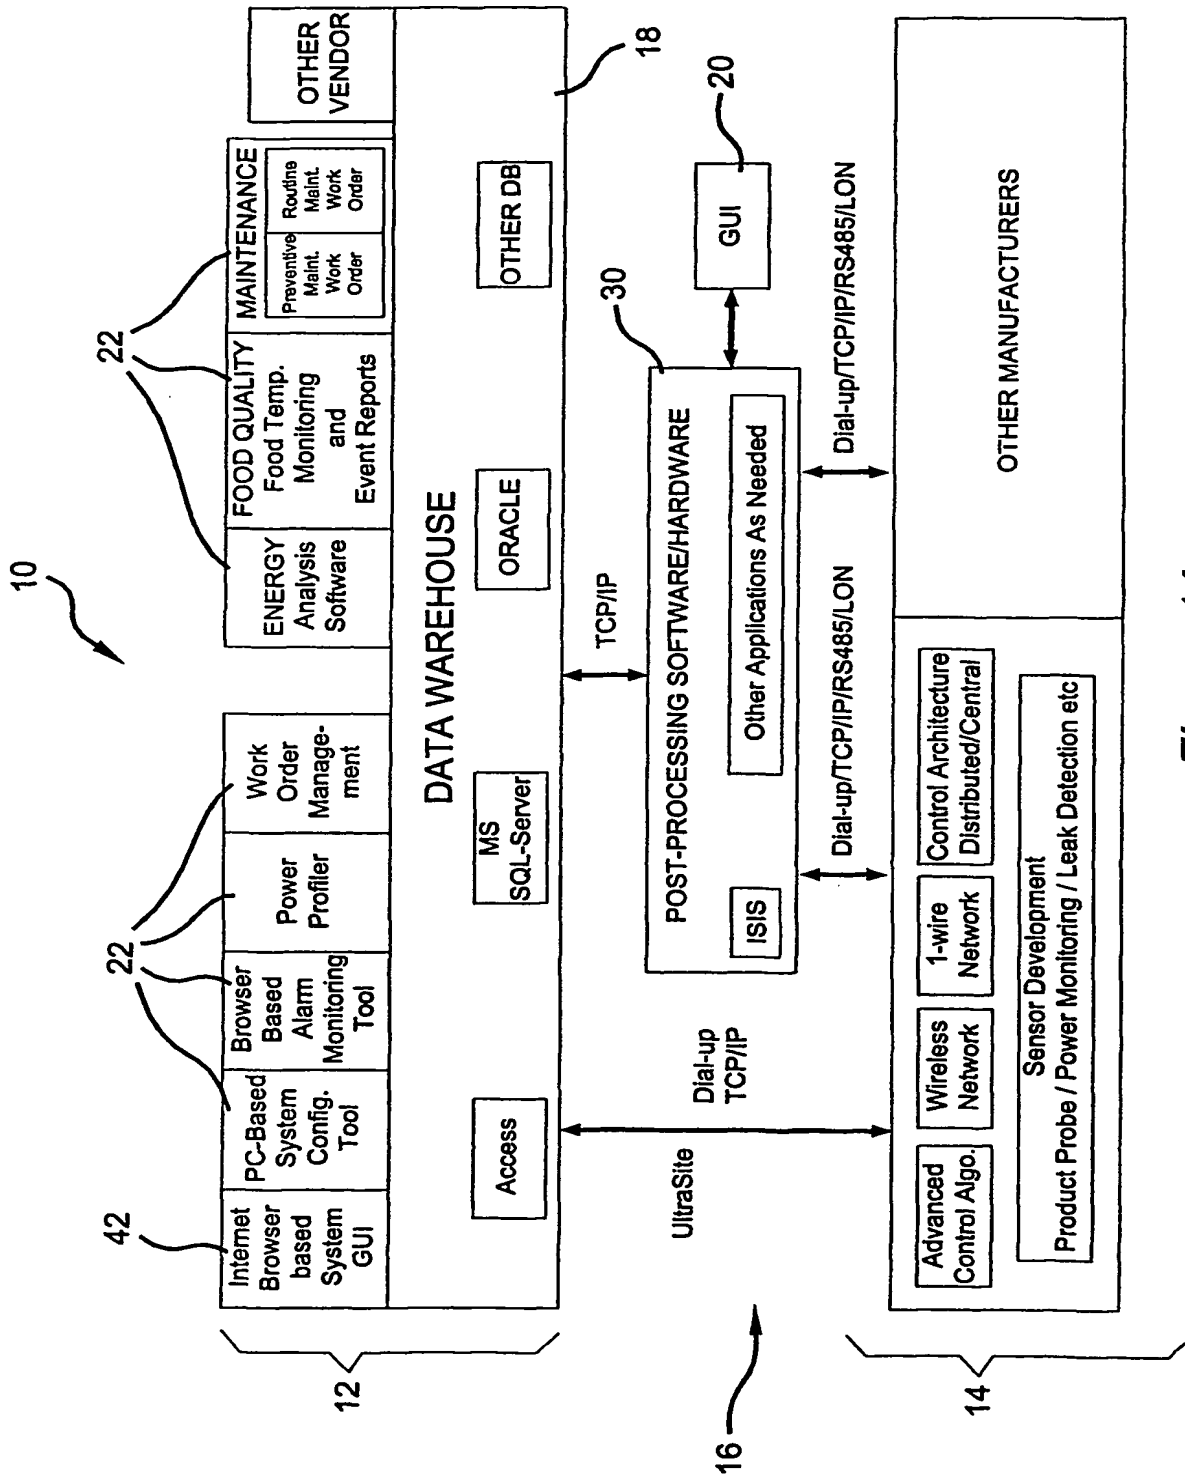 10
42
22
22
Internet
Browser
based
System
GUI
PC-Based
System
Config.
Tool
Browser
Based
Alarm
Monitoring
Tool
Power
Profiler
Work
Order
Manage-
ment
ENERGY
Analysis
Software
FOOD QUALITY
Food Temp.
Monitoring
and
Event Reports
MAINTENANCE
Preventive
Maint.
Work
Order
Routine
Maint.
Work
Order
OTHER
VENDOR
12
DATA WAREHOUSE
Access
MS
SQL-Server
ORACLE
OTHER DB
18
16
UltraSite
Dial-up
TCP/IP
TCP/IP
30
POST-PROCESSING SOFTWARE/HARDWARE
ISIS
Other Applications As Needed
GUI
20
Dial-up/TCP/IP/RS485/LON
Dial-up/TCP/IP/RS485/LON
14
Advanced
Control Algo.
Wireless
Network
1-wire
Network
Control Architecture
Distributed/Central
Sensor Development
Product Probe / Power Monitoring / Leak Detection etc
OTHER MANUFACTURERS